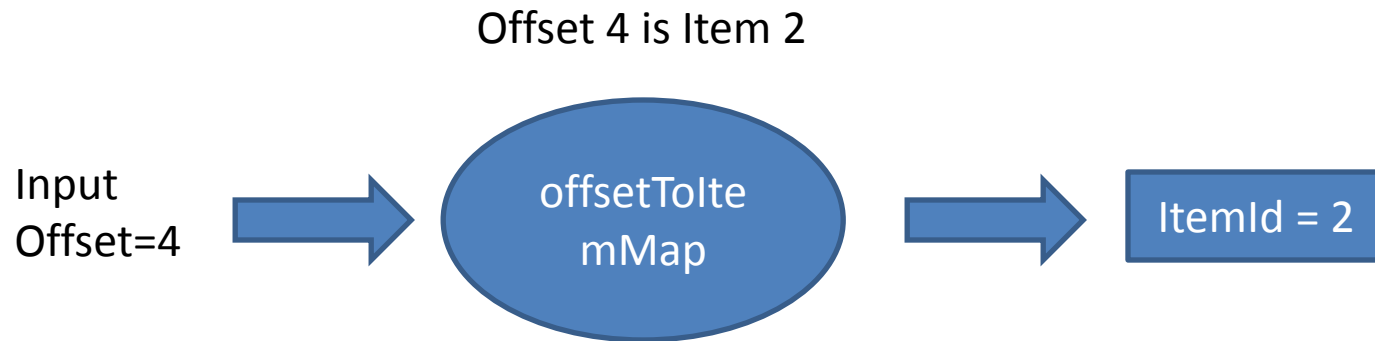 Offset 4 is Item 2
Input
Offset=4
offsetToIte
mMap
ItemId = 2